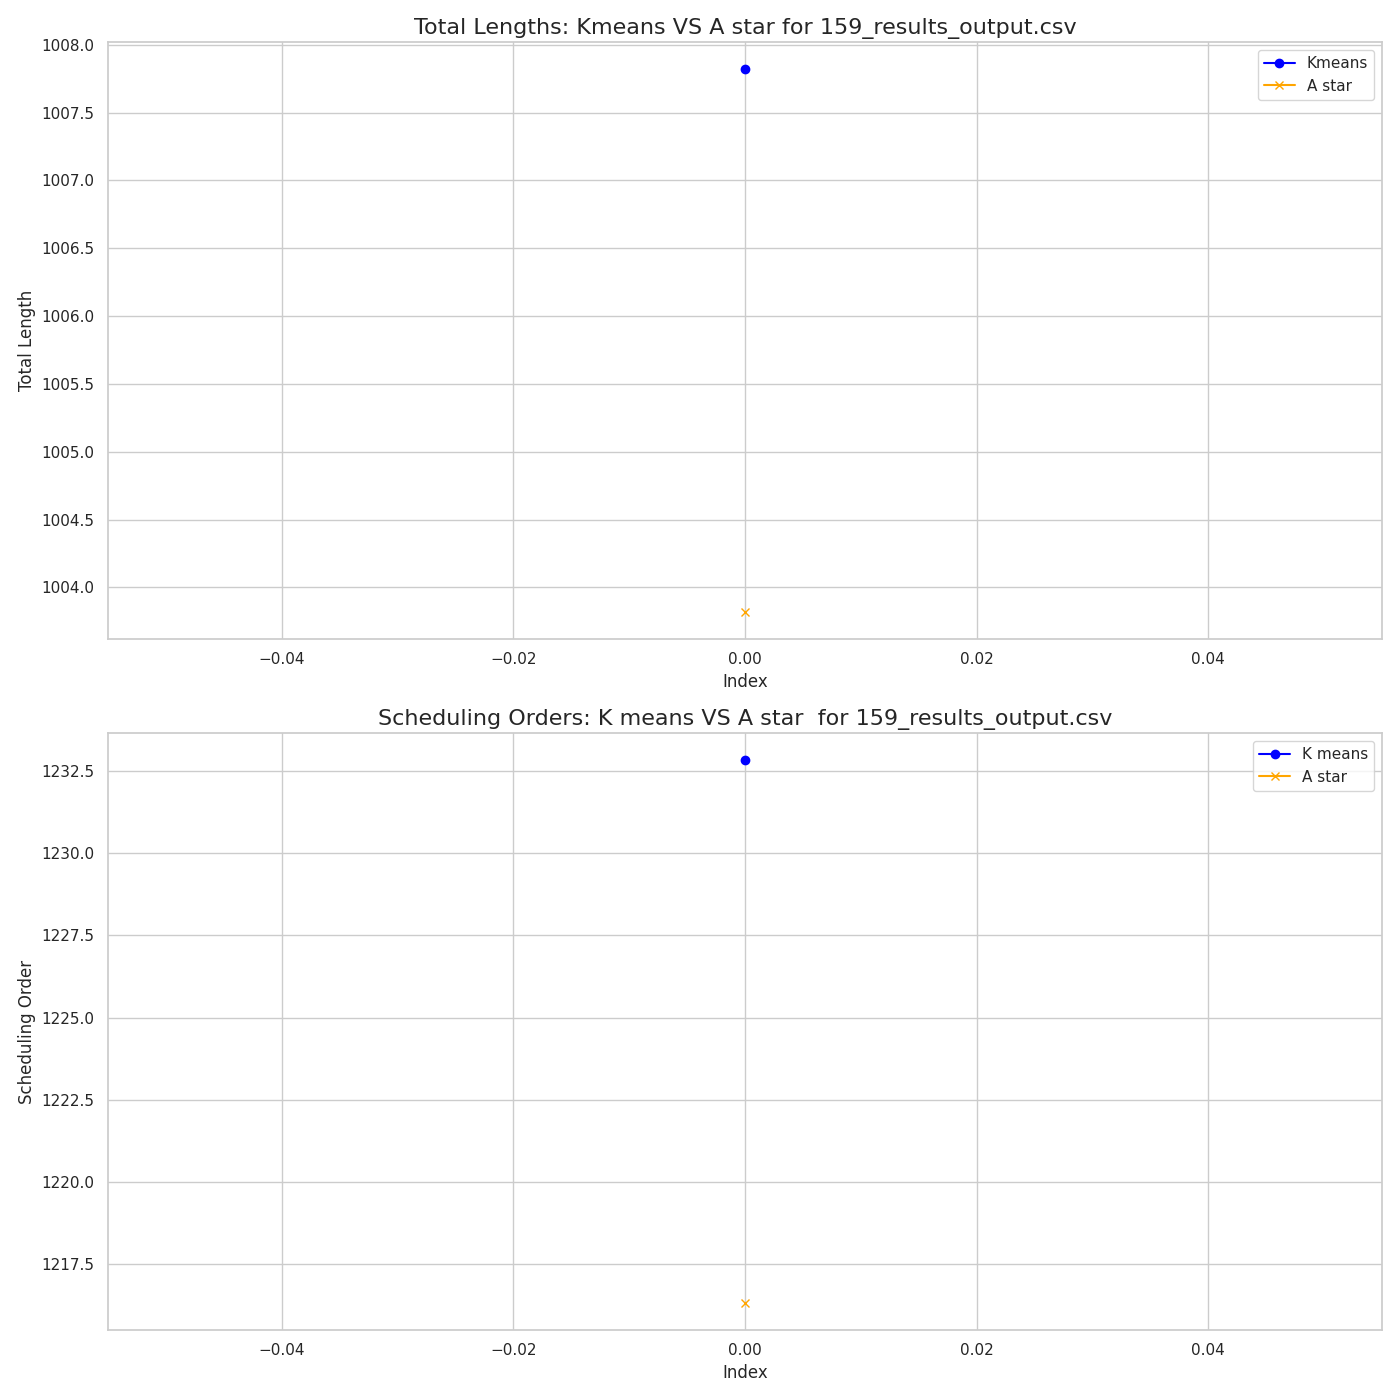 Total Lengths: Kmeans VS A star for 159_results_output.csv
1008.0
1007.5
1007.0
1006.5
1006.0
1005.5
1005.0
1004.5
1004.0
Total Length
Kmeans
A star
−0.04 −0.02 0.00 0.02 0.04
Index
Scheduling Orders: K means VS A star  for 159_results_output.csv
1232.5
1230.0
1227.5
1225.0
1222.5
1220.0
1217.5
Scheduling Order
K means
A star
−0.04 −0.02 0.00 0.02 0.04
Index